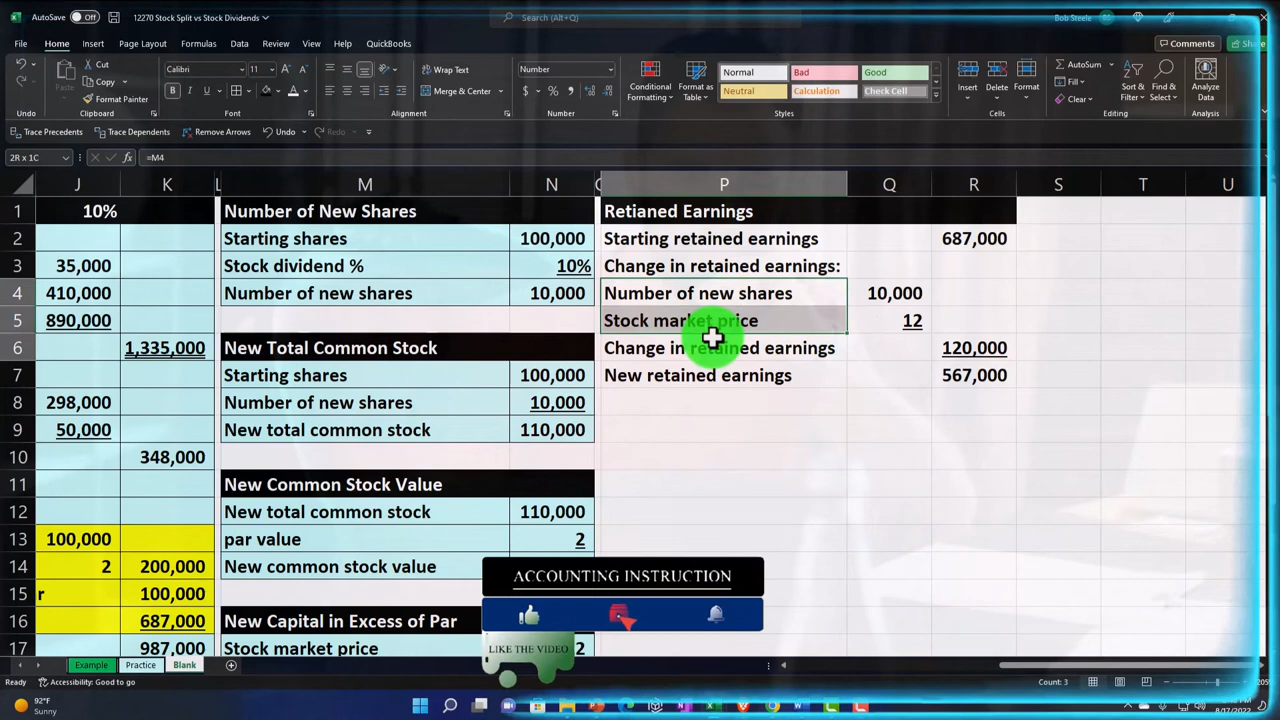 AutoSave Off 12270 Stock Split vs Stock Dividends Search (Alt+Q) Bob Steele
File Home Insert Page Layout Formulas Data Review View Help QuickBooks Comments Share
Cut Calibri 11 Wrap Text Number Normal Bad Good AutoSum
Copy Fill
Paste Format Painter B I U Merge & Center $ % Conditional Formatting Format as Table Neutral Calculation Check Cell Insert Delete Format Clear Sort & Filter Find & Select Analyze Data
Undo Clipboard Font Alignment Number Styles Cells Editing Analysis
Trace Precedents Trace Dependents Remove Arrows Undo Redo
2R x 1C fx =M4
J K L M N P Q R S T U
1 10% Number of New Shares Retianed Earnings
2 Starting shares 100,000 Starting retained earnings 687,000
3 35,000 Stock dividend % 10% Change in retained earnings:
4 410,000 Number of new shares 10,000 Number of new shares 10,000
5 890,000 Stock market price 12
6 1,335,000 New Total Common Stock Change in retained earnings 120,000
7 Starting shares 100,000 New retained earnings 567,000
8 298,000 Number of new shares 10,000
9 50,000 New total common stock 110,000
10 348,000
11 New Common Stock Value
12 New total common stock 110,000
13 100,000 par value 2
14 2 200,000 New common stock value
15 r 100,000
16 687,000 New Capital in Excess of Par
17 987,000 Stock market price 2
ACCOUNTING INSTRUCTION
LIKE THE VIDEO
Example Practice Blank
Ready Accessibility: Good to go Count: 3
92°F
Sunny
8/17/2022